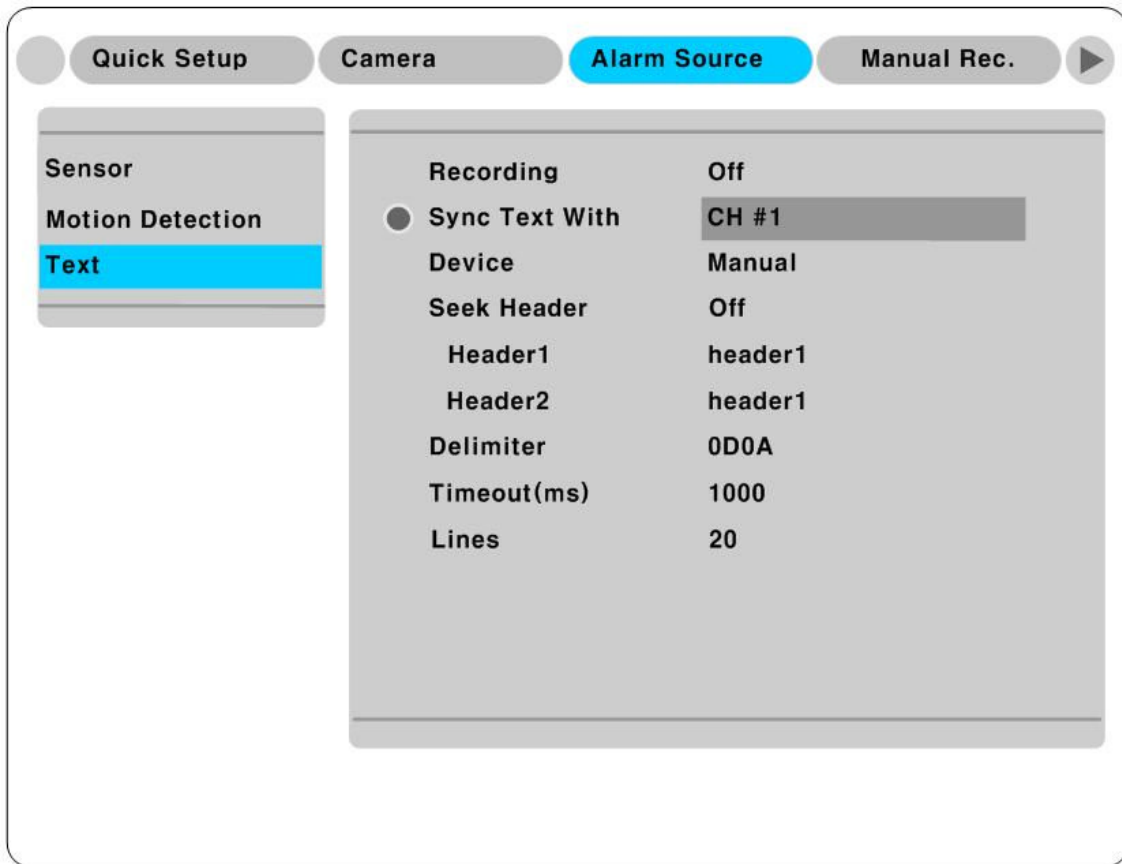 Quick Setup Camera Alarm Source Manual Rec.
Sensor
Motion Detection
Text
Recording Off
Sync Text With CH #1
Device Manual
Seek Header Off
Header1 header1
Header2 header1
Delimiter 0D0A
Timeout(ms) 1000
Lines 20